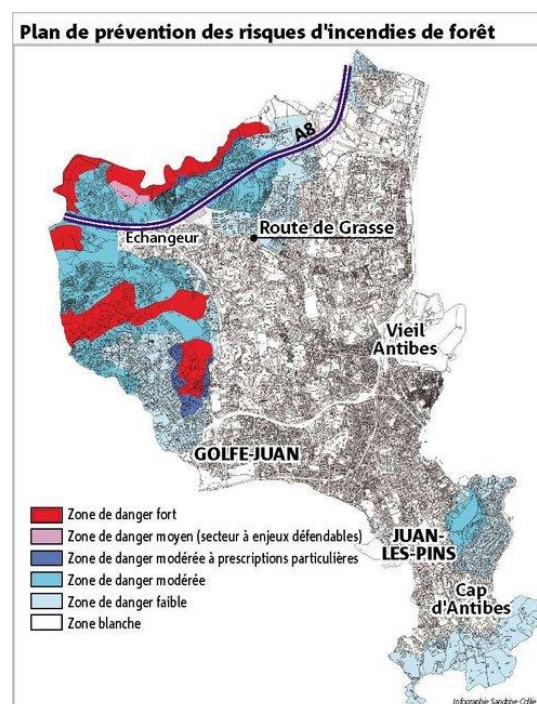 Plan de prévention des risques d'incendies de forêt
A8
Echangeur
Route de Grasse
Vieil
Antibes
GOLFE-JUAN
Zone de danger fort
Zone de danger moyen (secteur à enjeux défendables)
Zone de danger modérée à prescriptions particulières
Zone de danger modérée
Zone de danger faible
Zone blanche
JUAN-
LES-PINS
Cap
d'Antibes
Infographie Sandrine